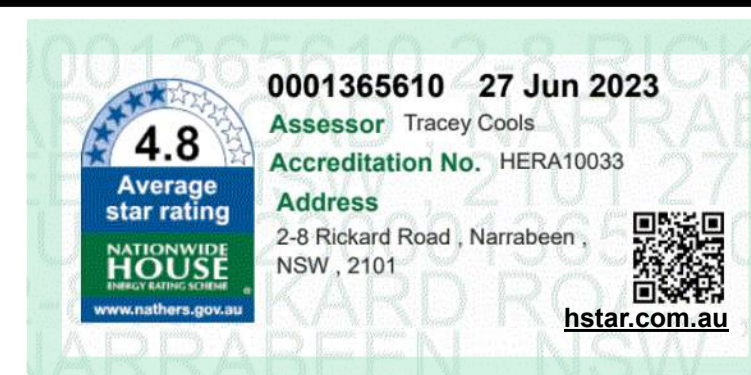 0001365610 27 Jun 2023
Assessor Tracey Cools
Accreditation No. HERA10033
Address
2-8 Rickard Road , Narrabeen ,
NSW , 2101
hstar.com.au
4.8
Average
star rating
NATIONWIDE
HOUSE
ENERGY RATING SCHEME
www.nathers.gov.au